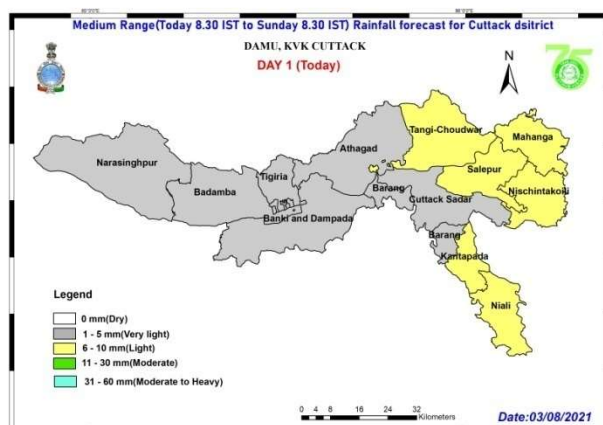 Medium Range(Today 8.30 IST to Sunday 8.30 IST) Rainfall forecast for Cuttack dsitrict
DAMU, KVK CUTTACK
DAY 1 (Today)
N
75
Tangi-Choudwar
Mahanga
Athagad
Narasinghpur
Salepur
Tigiria
Badamba
Barang
Nischintakoili
Cuttack Sadar
Banki and Dampada
Barang
Kantapada
Niali
Legend
0 mm(Dry)
1 - 5 mm(Very light)
6 - 10 mm(Light)
11 - 30 mm(Moderate)
31 - 60 mm(Moderate to Heavy)
0 4 8 16 24 32
Kilometers
Date:03/08/2021